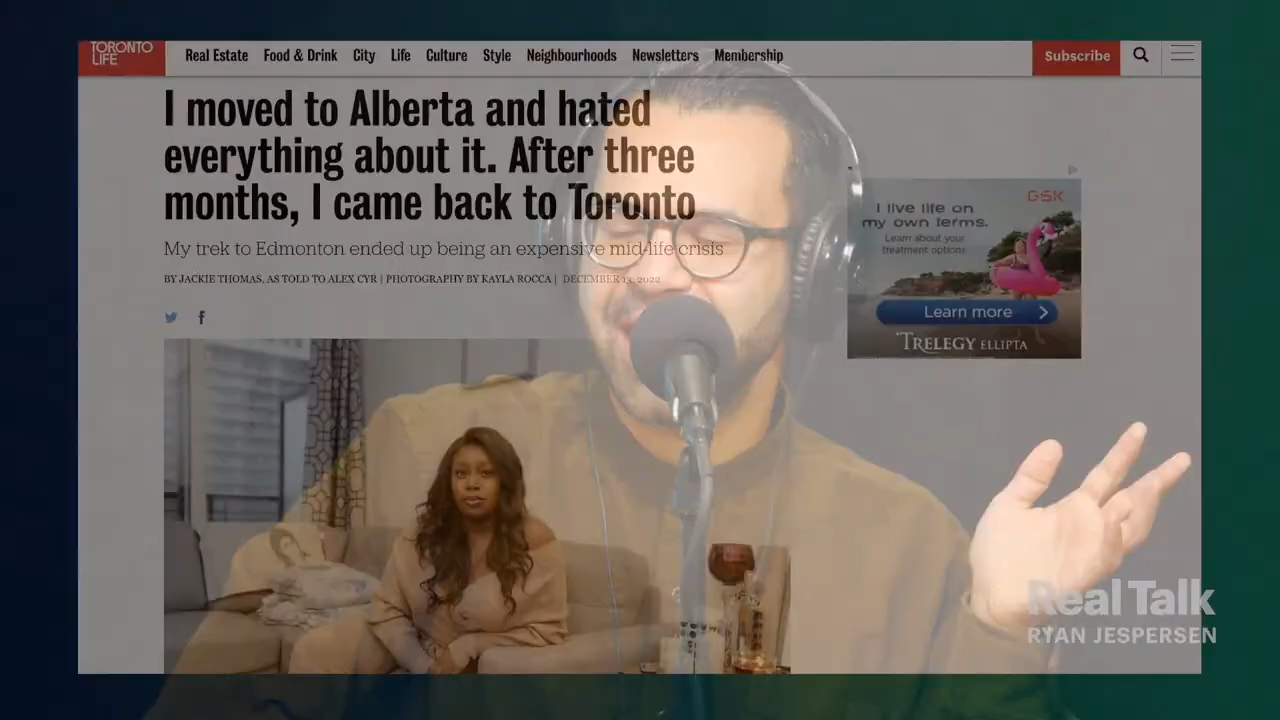 TORONTO
LIFE
Real Estate Food & Drink City Life Culture Style Neighbourhoods Newsletters Membership
Subscribe
I moved to Alberta and hated
everything about it. After three
months, I came back to Toronto
My trek to Edmonton ended up being an expensive mid-life crisis
BY JACKIE THOMAS, AS TOLD TO ALEX CYR | PHOTOGRAPHY BY KAYLA ROCCA | DECEMBER 13, 2022
GSK
I live life on
my own terms.
Learn about your
treatment options.
Learn more
TRELEGY ELLIPTA
Real Talk
RYAN JESPERSEN